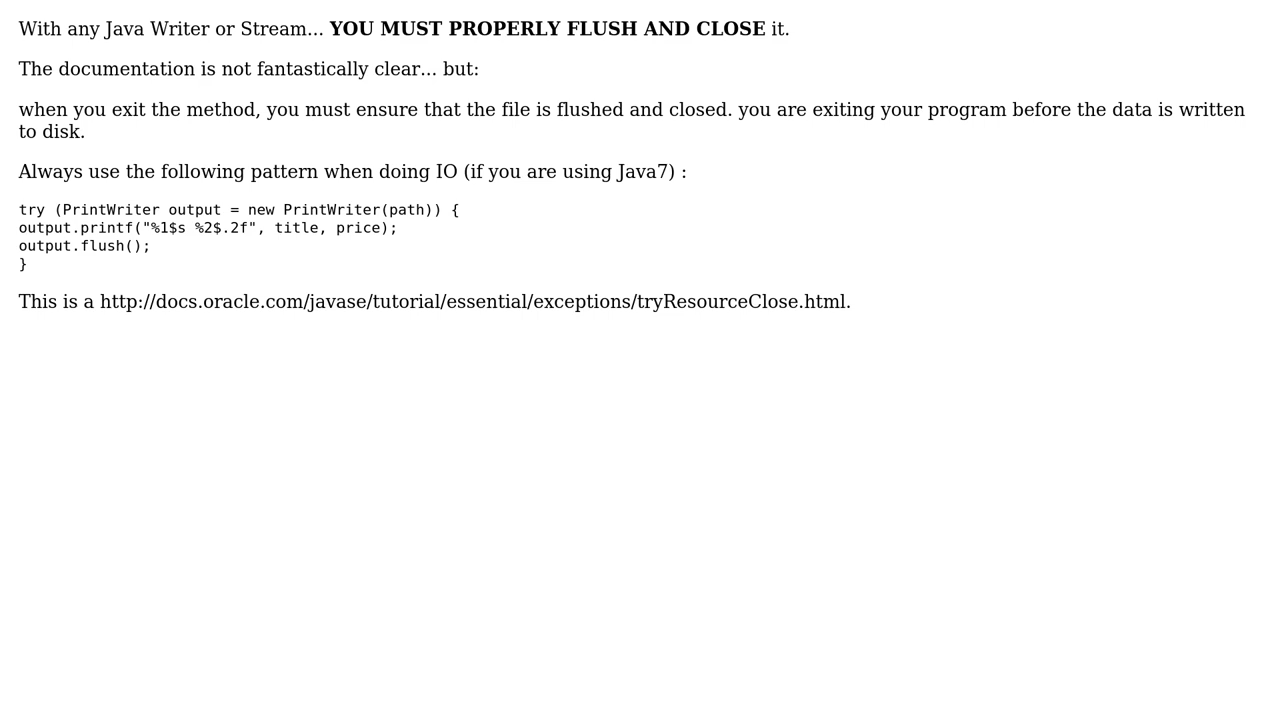 With any Java Writer or Stream... YOU MUST PROPERLY FLUSH AND CLOSE it.
The documentation is not fantastically clear... but:
when you exit the method, you must ensure that the file is flushed and closed. you are exiting your program before the data is written
to disk.
Always use the following pattern when doing IO (if you are using Java7) :
try (PrintWriter output = new PrintWriter(path)) {
output.printf("%1$s %2$.2f", title, price);
output.flush();
}
This is a http://docs.oracle.com/javase/tutorial/essential/exceptions/tryResourceClose.html.